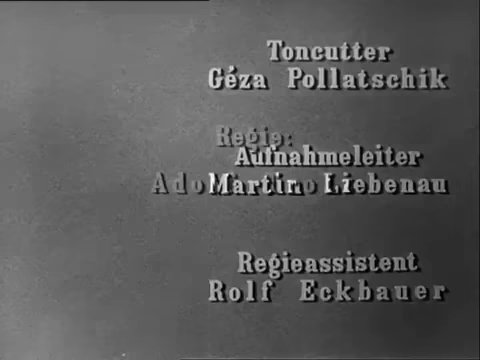 Toncutter
Géza Pollatschik
Regie:
Aufnahmeleiter
Martin Liebenau
Regieassistent
Rolf Eckbauer